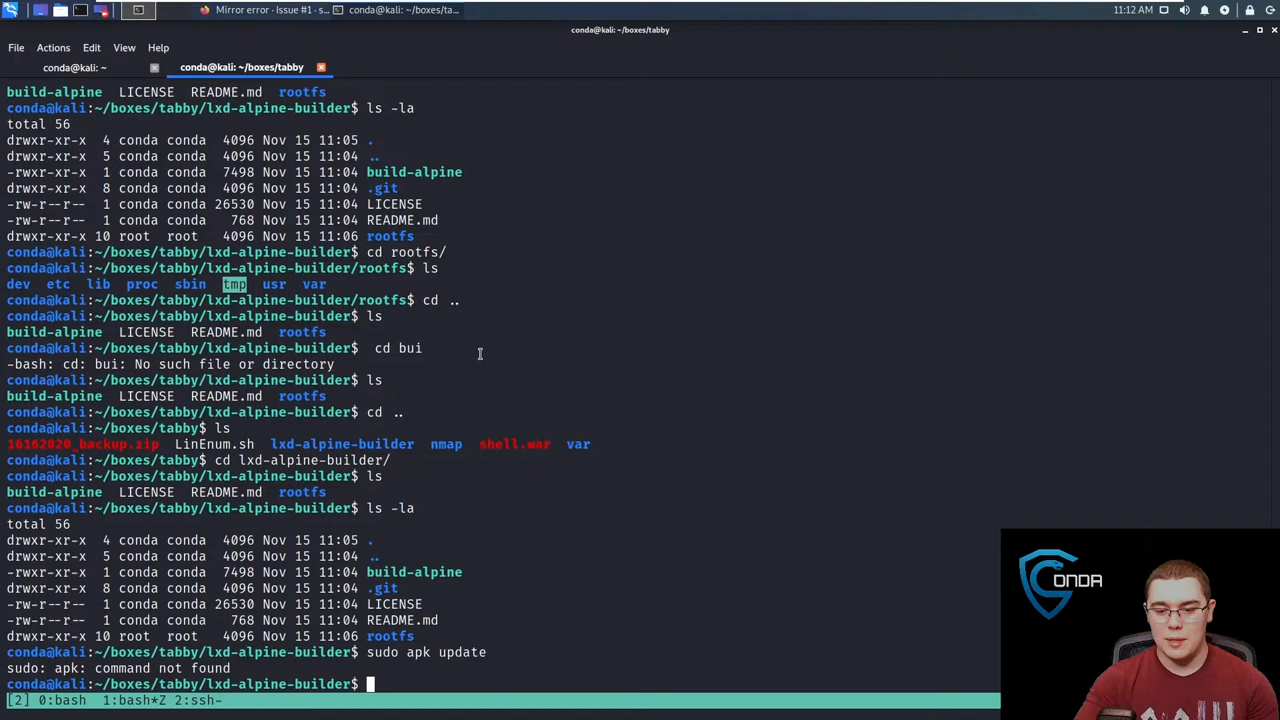 Mirror error · Issue #1 · s...
conda@kali: ~/boxes/ta...
11:12 AM
conda@kali: ~/boxes/tabby
File Actions Edit View Help
conda@kali: ~
conda@kali: ~/boxes/tabby
build-alpine LICENSE README.md rootfs
conda@kali:~/boxes/tabby/lxd-alpine-builder$ ls -la
total 56
drwxr-xr-x 4 conda conda 4096 Nov 15 11:05 .
drwxr-xr-x 5 conda conda 4096 Nov 15 11:04 ..
-rwxr-xr-x 1 conda conda 7498 Nov 15 11:04 build-alpine
drwxr-xr-x 8 conda conda 4096 Nov 15 11:04 .git
-rw-r--r-- 1 conda conda 26530 Nov 15 11:04 LICENSE
-rw-r--r-- 1 conda conda 768 Nov 15 11:04 README.md
drwxr-xr-x 10 root root 4096 Nov 15 11:06 rootfs
conda@kali:~/boxes/tabby/lxd-alpine-builder$ cd rootfs/
conda@kali:~/boxes/tabby/lxd-alpine-builder/rootfs$ ls
dev etc lib proc sbin tmp usr var
conda@kali:~/boxes/tabby/lxd-alpine-builder/rootfs$ cd ..
conda@kali:~/boxes/tabby/lxd-alpine-builder$ ls
build-alpine LICENSE README.md rootfs
conda@kali:~/boxes/tabby/lxd-alpine-builder$ cd bui
-bash: cd: bui: No such file or directory
conda@kali:~/boxes/tabby/lxd-alpine-builder$ ls
build-alpine LICENSE README.md rootfs
conda@kali:~/boxes/tabby/lxd-alpine-builder$ cd ..
conda@kali:~/boxes/tabby$ ls
16162020_backup.zip LinEnum.sh lxd-alpine-builder nmap shell.war var
conda@kali:~/boxes/tabby$ cd lxd-alpine-builder/
conda@kali:~/boxes/tabby/lxd-alpine-builder$ ls
build-alpine LICENSE README.md rootfs
conda@kali:~/boxes/tabby/lxd-alpine-builder$ ls -la
total 56
drwxr-xr-x 4 conda conda 4096 Nov 15 11:05 .
drwxr-xr-x 5 conda conda 4096 Nov 15 11:04 ..
-rwxr-xr-x 1 conda conda 7498 Nov 15 11:04 build-alpine
drwxr-xr-x 8 conda conda 4096 Nov 15 11:04 .git
-rw-r--r-- 1 conda conda 26530 Nov 15 11:04 LICENSE
-rw-r--r-- 1 conda conda 768 Nov 15 11:04 README.md
drwxr-xr-x 10 root root 4096 Nov 15 11:06 rootfs
conda@kali:~/boxes/tabby/lxd-alpine-builder$ sudo apk update
sudo: apk: command not found
conda@kali:~/boxes/tabby/lxd-alpine-builder$
[2] 0:bash 1:bash*Z 2:ssh-
CONDA